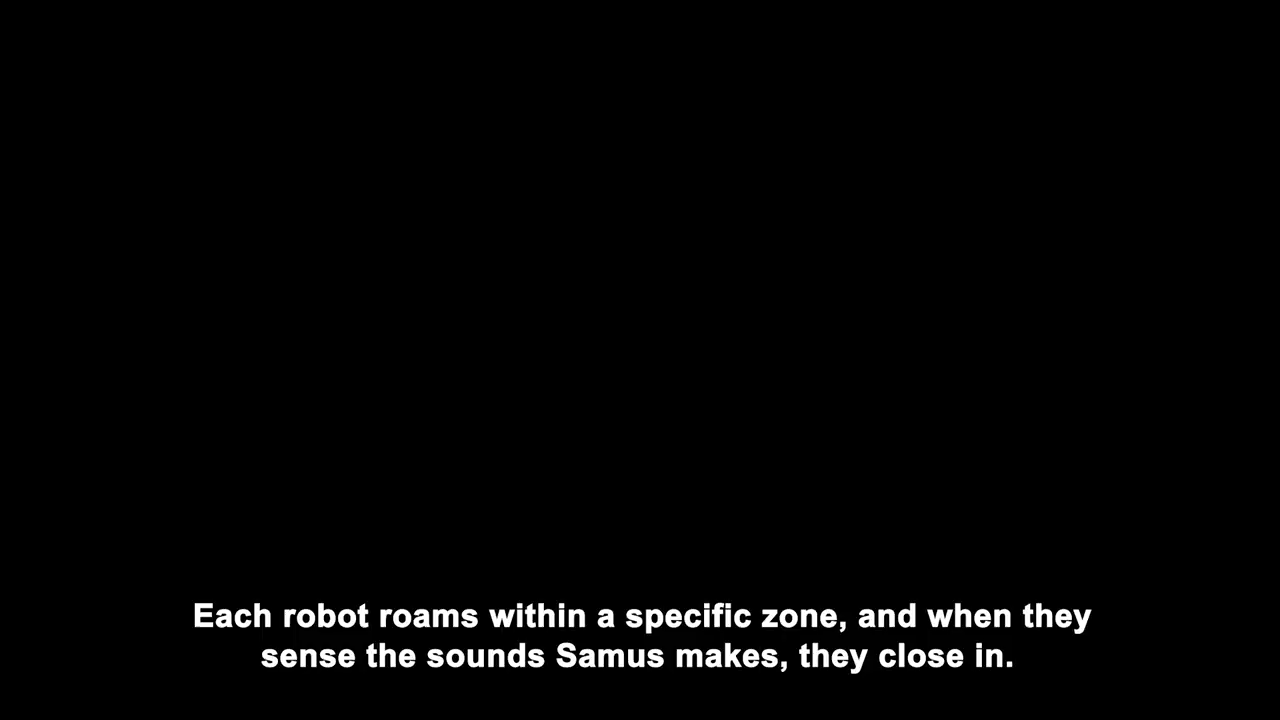 Each robot roams within a specific zone, and when they
sense the sounds Samus makes, they close in.